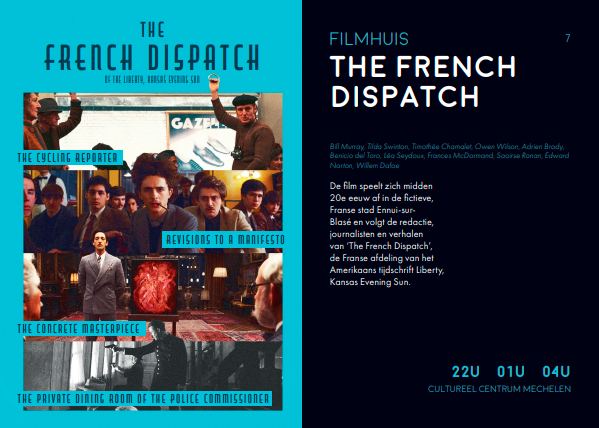 THE
FRENCH DISPATCH
OF THE LIBERTY, KANSAS EVENING SUN
GAZE
THE CYCLING REPORTER
REVISIONS TO A MANIFESTO
THE CONCRETE MASTERPIECE
THE PRIVATE DINING ROOM OF THE POLICE COMMISSIONER
FILMHUIS
7
THE FRENCH
DISPATCH
Bill Murray, Tilda Swinton, Timothée Chamalet, Owen Wilson, Adrien Brody,
Benicio del Toro, Léa Seydoux, Frances McDormand, Saoirse Ronan, Edward
Norton, Willem Dafoe
De film speelt zich midden
20e eeuw af in de fictieve,
Franse stad Ennui-sur-
Blasé en volgt de redactie,
journalisten en verhalen
van ‘The French Dispatch’,
de Franse afdeling van het
Amerikaans tijdschrift Liberty,
Kansas Evening Sun.
22U 01U 04U
CULTUREEL CENTRUM MECHELEN